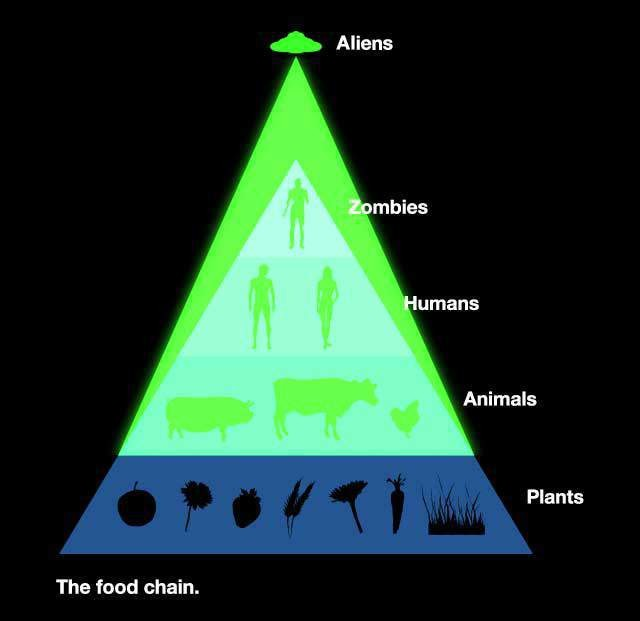 Aliens
Zombies
Humans
Animals
Plants
The food chain.